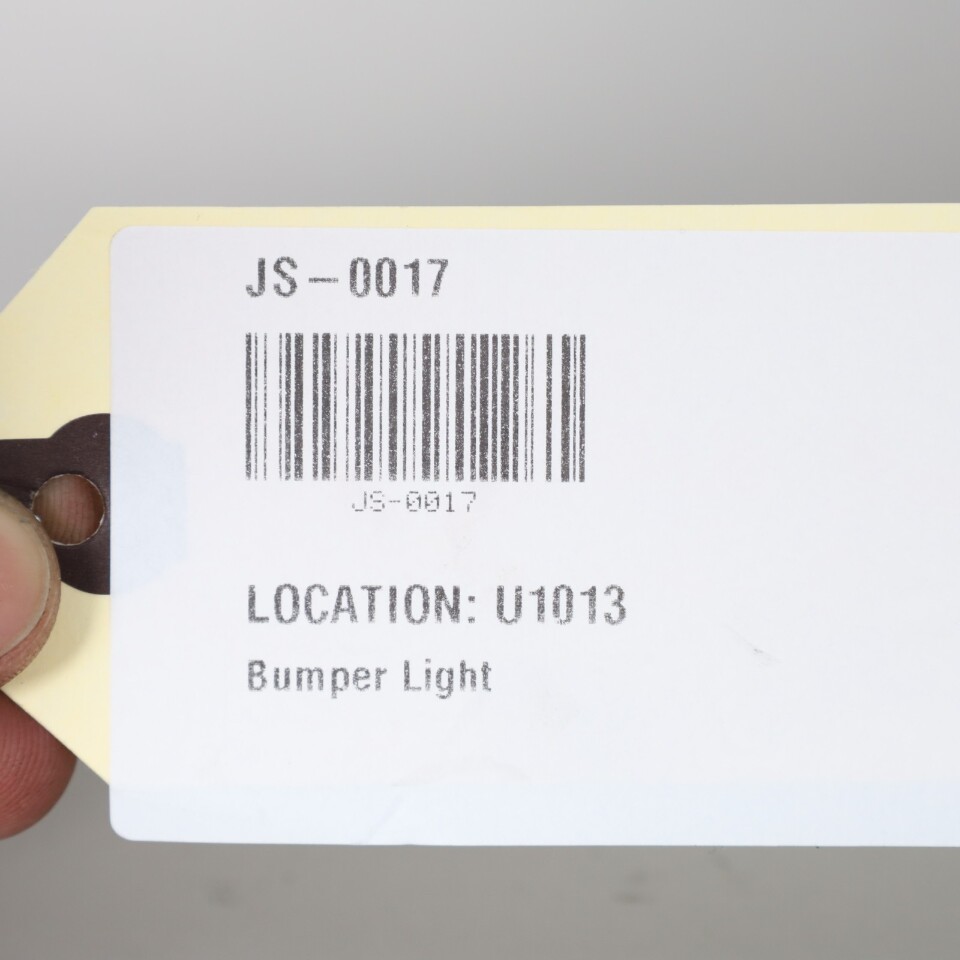 JS-0017
JS-0017
LOCATION: U1013
Bumper Light